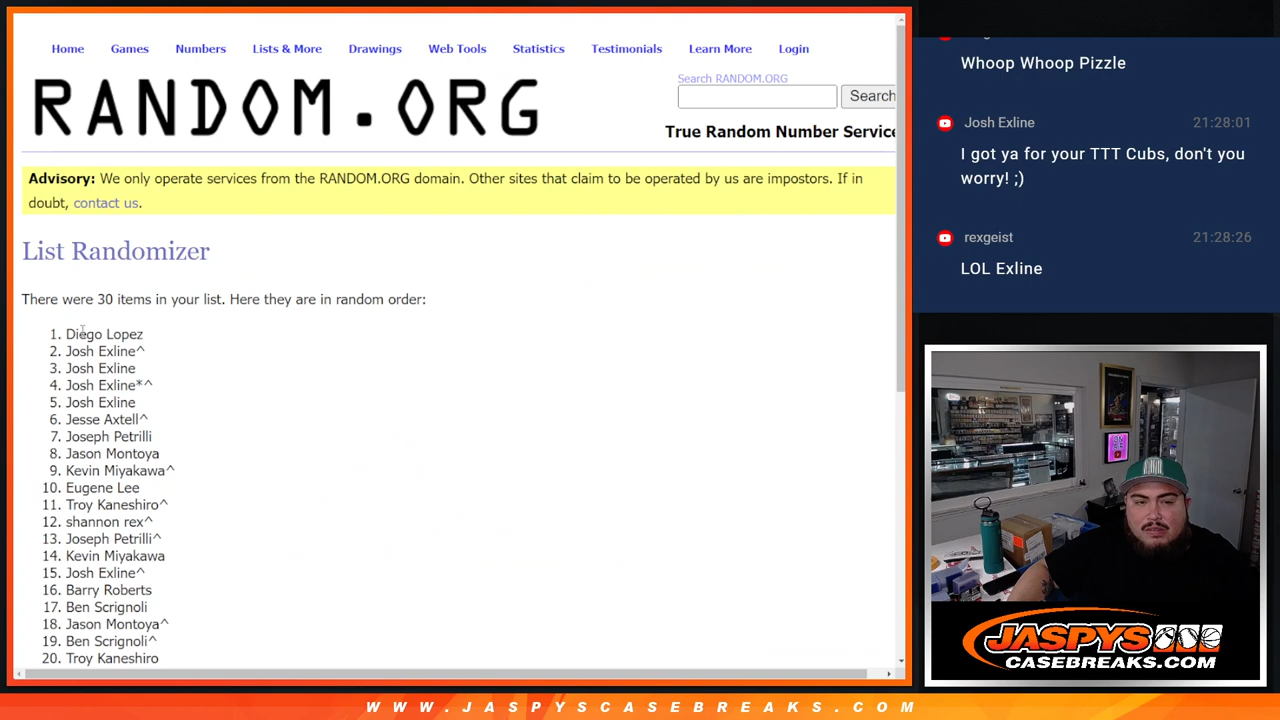 Home Games Numbers Lists & More Drawings Web Tools Statistics Testimonials Learn More Login
RANDOM.ORG
Search RANDOM.ORG
Search
True Random Number Service
Advisory: We only operate services from the RANDOM.ORG domain. Other sites that claim to be operated by us are impostors. If in
doubt, contact us.
List Randomizer
There were 30 items in your list. Here they are in random order:
1. Diego Lopez
2. Josh Exline^
3. Josh Exline
4. Josh Exline*^
5. Josh Exline
6. Jesse Axtell^
7. Joseph Petrilli
8. Jason Montoya
9. Kevin Miyakawa^
10. Eugene Lee
11. Troy Kaneshiro^
12. shannon rex^
13. Joseph Petrilli^
14. Kevin Miyakawa
15. Josh Exline^
16. Barry Roberts
17. Ben Scrignoli
18. Jason Montoya^
19. Ben Scrignoli^
20. Troy Kaneshiro
Whoop Whoop Pizzle
Josh Exline 21:28:01
I got ya for your TTT Cubs, don't you
worry! ;)
rexgeist 21:28:26
LOL Exline
JASPYS
CASEBREAKS.COM
WWW.JASPYSCASEBREAKS.COM